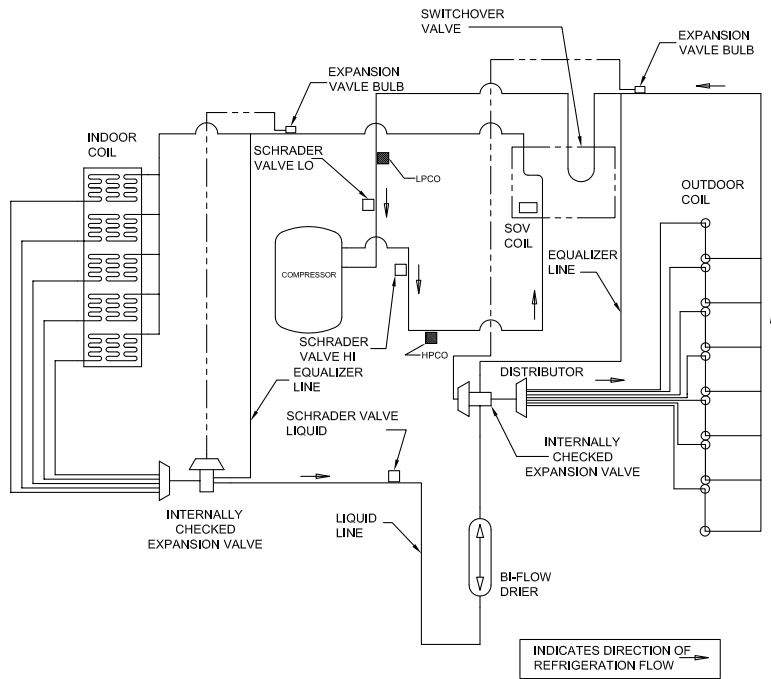 SWITCHOVER
VALVE
EXPANSION
VAVLE BULB
EXPANSION
VAVLE BULB
INDOOR
COIL
SCHRADER
VALVE LO
LPCO
OUTDOOR
COIL
SOV
COIL
EQUALIZER
LINE
COMPRESSOR
SCHRADER
VALVE HI
HPCO
EQUALIZER
LINE
DISTRIBUTOR
SCHRADER VALVE
LIQUID
INTERNALLY
CHECKED
EXPANSION VALVE
INTERNALLY
CHECKED
EXPANSION VALVE
LIQUID
LINE
BI-FLOW
DRIER
INDICATES DIRECTION OF
REFRIGERATION FLOW